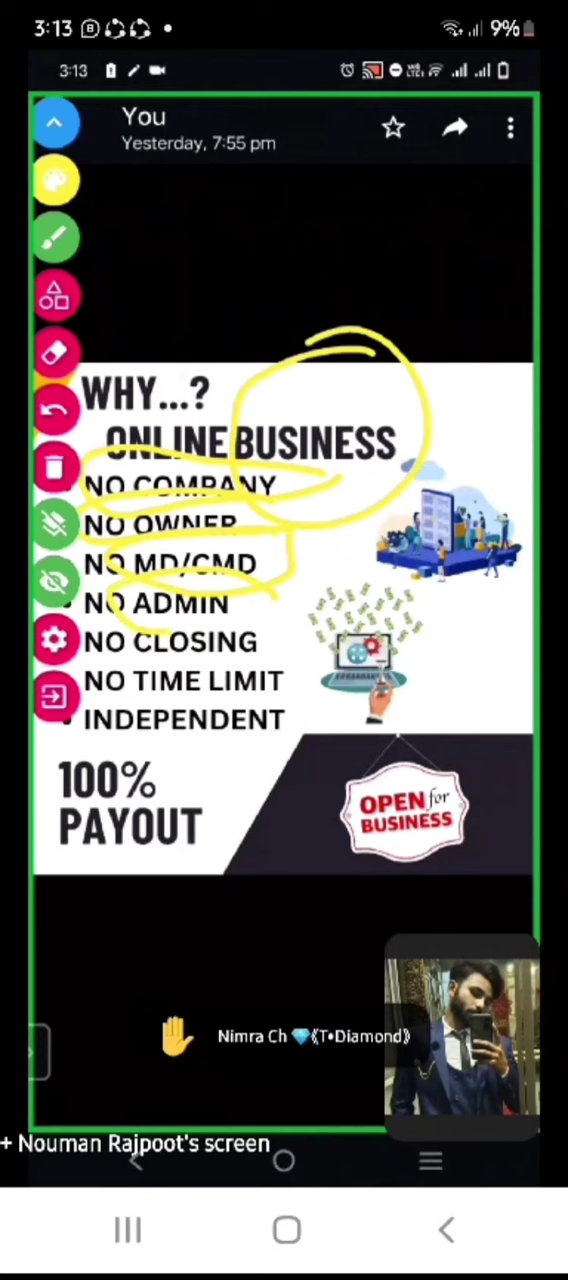 3:13
9%
3:13
You
Yesterday, 7:55 pm
WHY...?
ONLINE BUSINESS
NO COMPANY
NO OWNER
NO MD/CMD
• NO ADMIN
NO CLOSING
NO TIME LIMIT
• INDEPENDENT
100%
PAYOUT
OPEN for
BUSINESS
Nimra Ch 💎《T•Diamond》
+ Nouman Rajpoot's screen